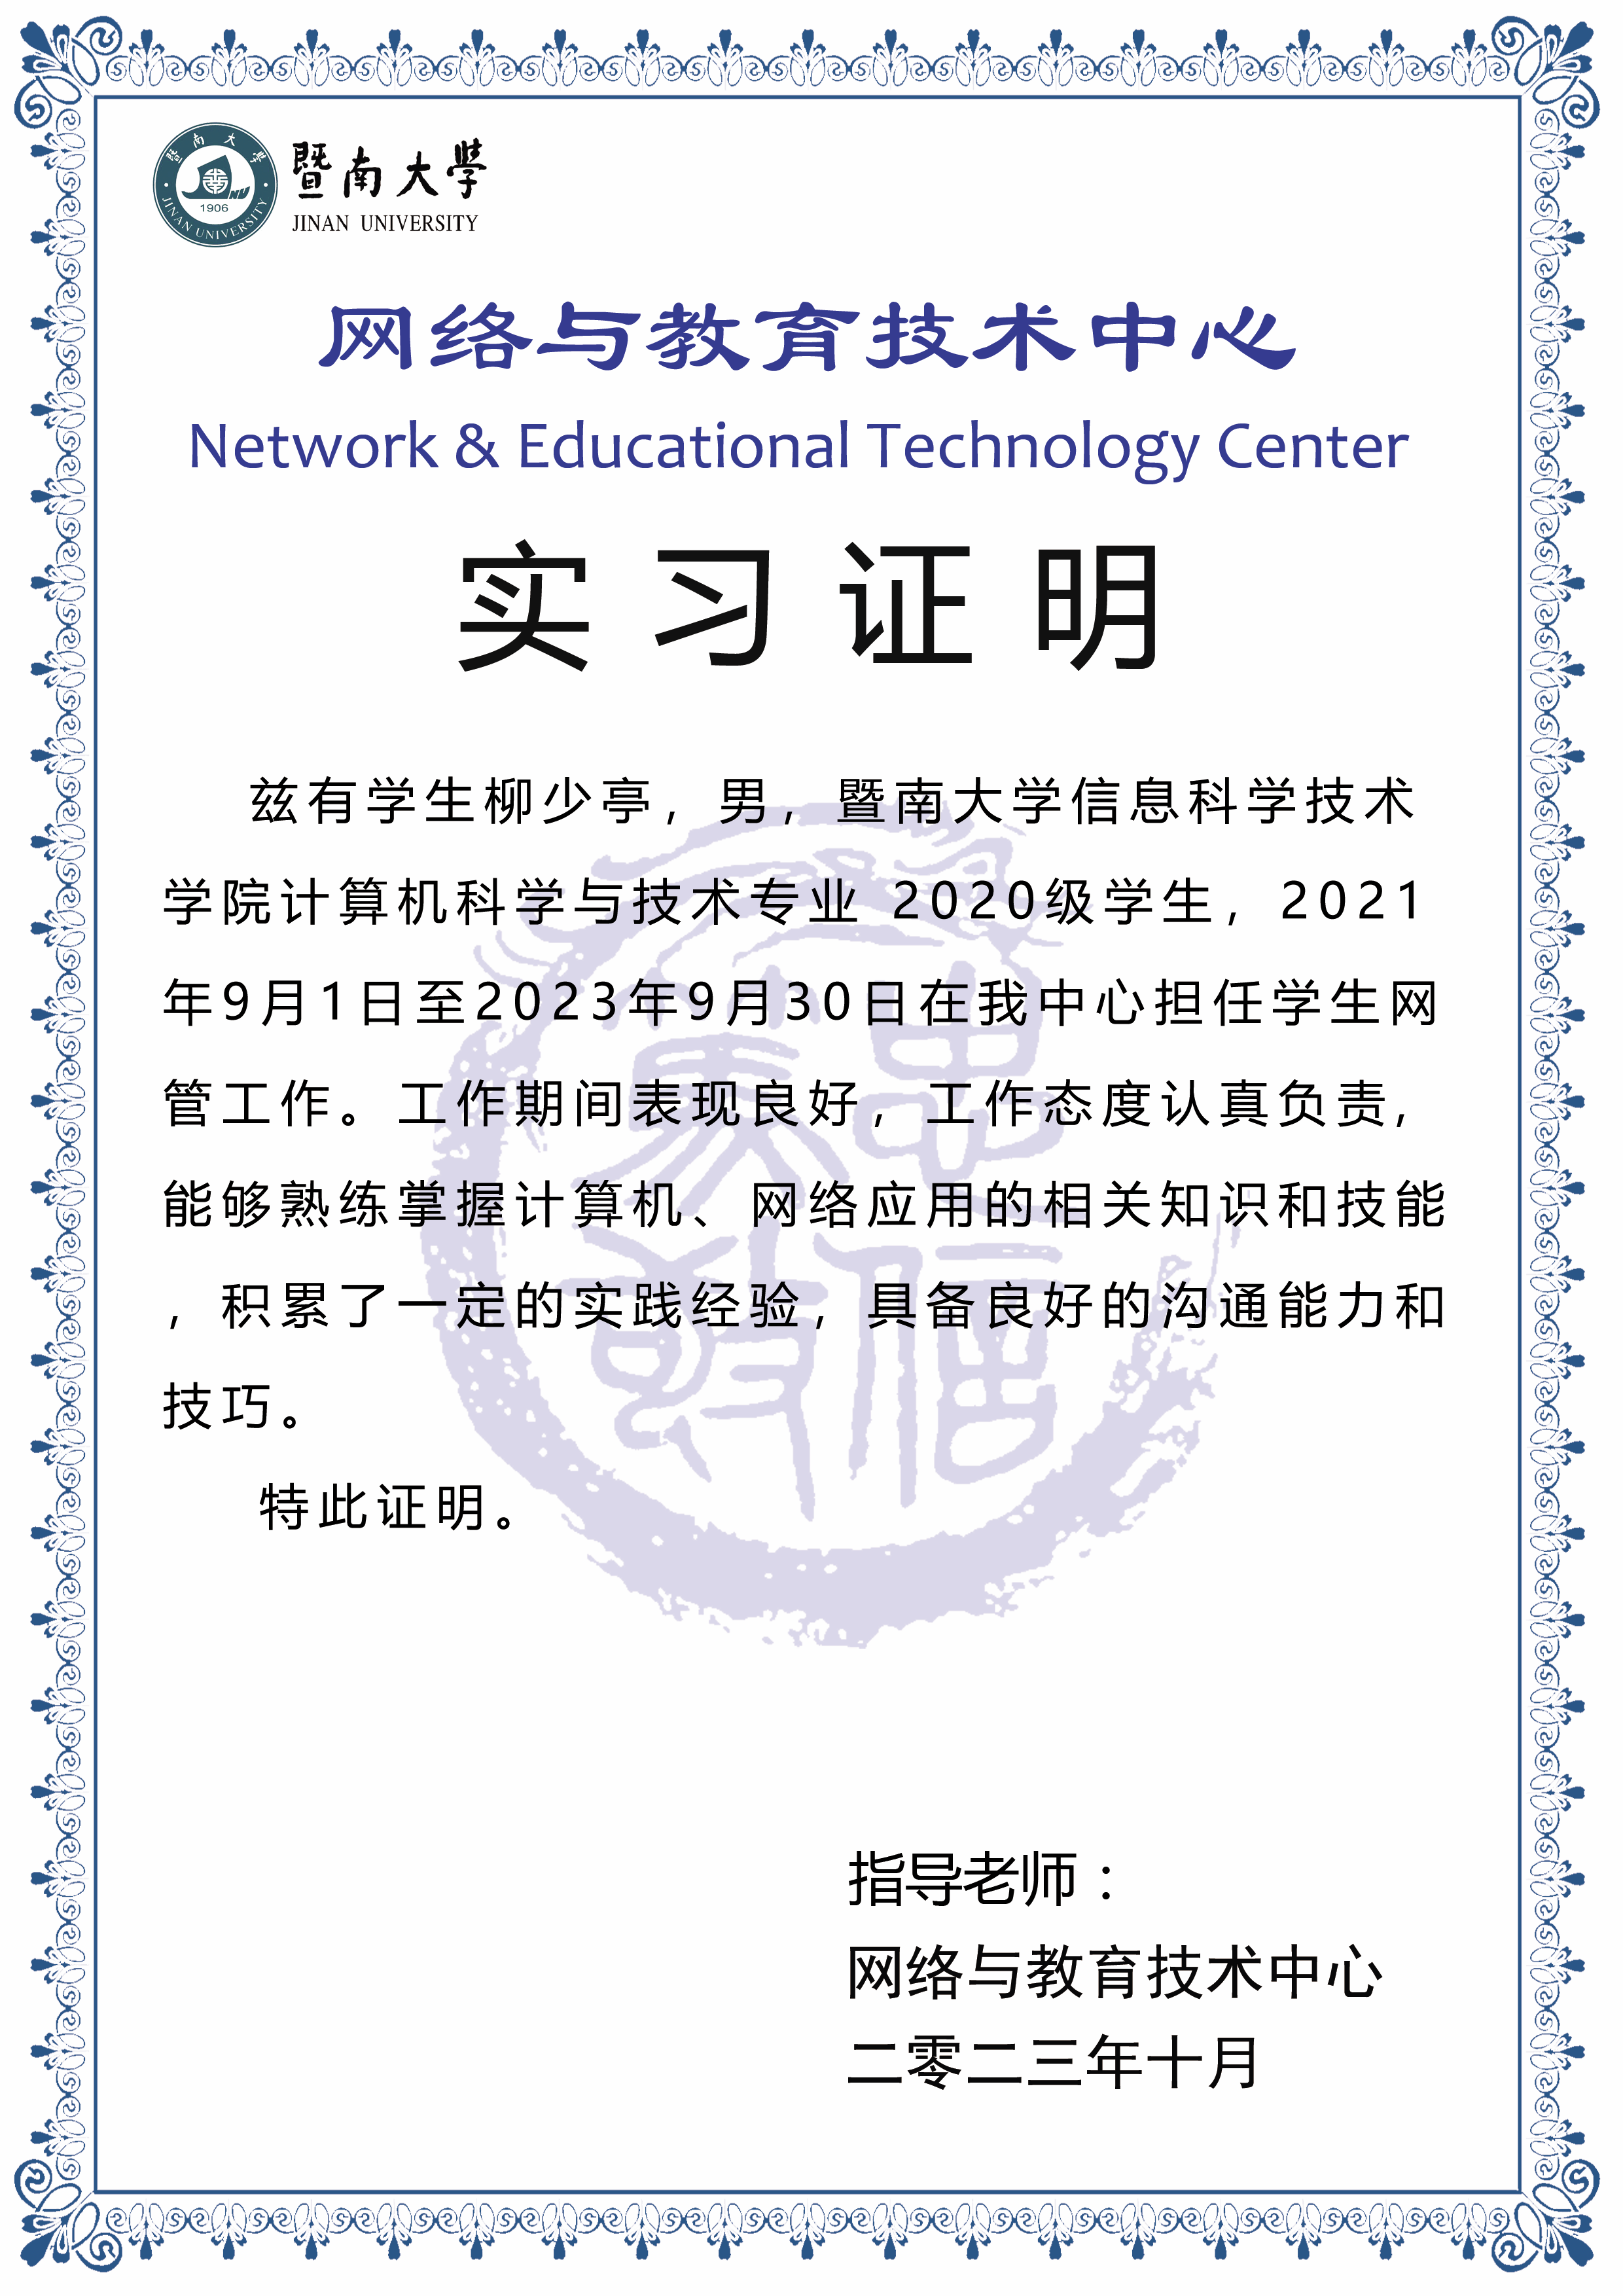 暨南大學
JINAN UNIVERSITY
暨南大學
1906
JINAN UNIVERSITY
网络与教育技术中心
Network & Educational Technology Center
实习证明
兹有学生柳少亭，男，暨南大学信息科学技术
学院计算机科学与技术专业 2020级学生，2021
年9月1日至2023年9月30日在我中心担任学生网
管工作。工作期间表现良好，工作态度认真负责，
能够熟练掌握计算机、网络应用的相关知识和技能
，积累了一定的实践经验，具备良好的沟通能力和
技巧。
特此证明。
忠信
笃敬
指导老师：
网络与教育技术中心
二零二三年十月